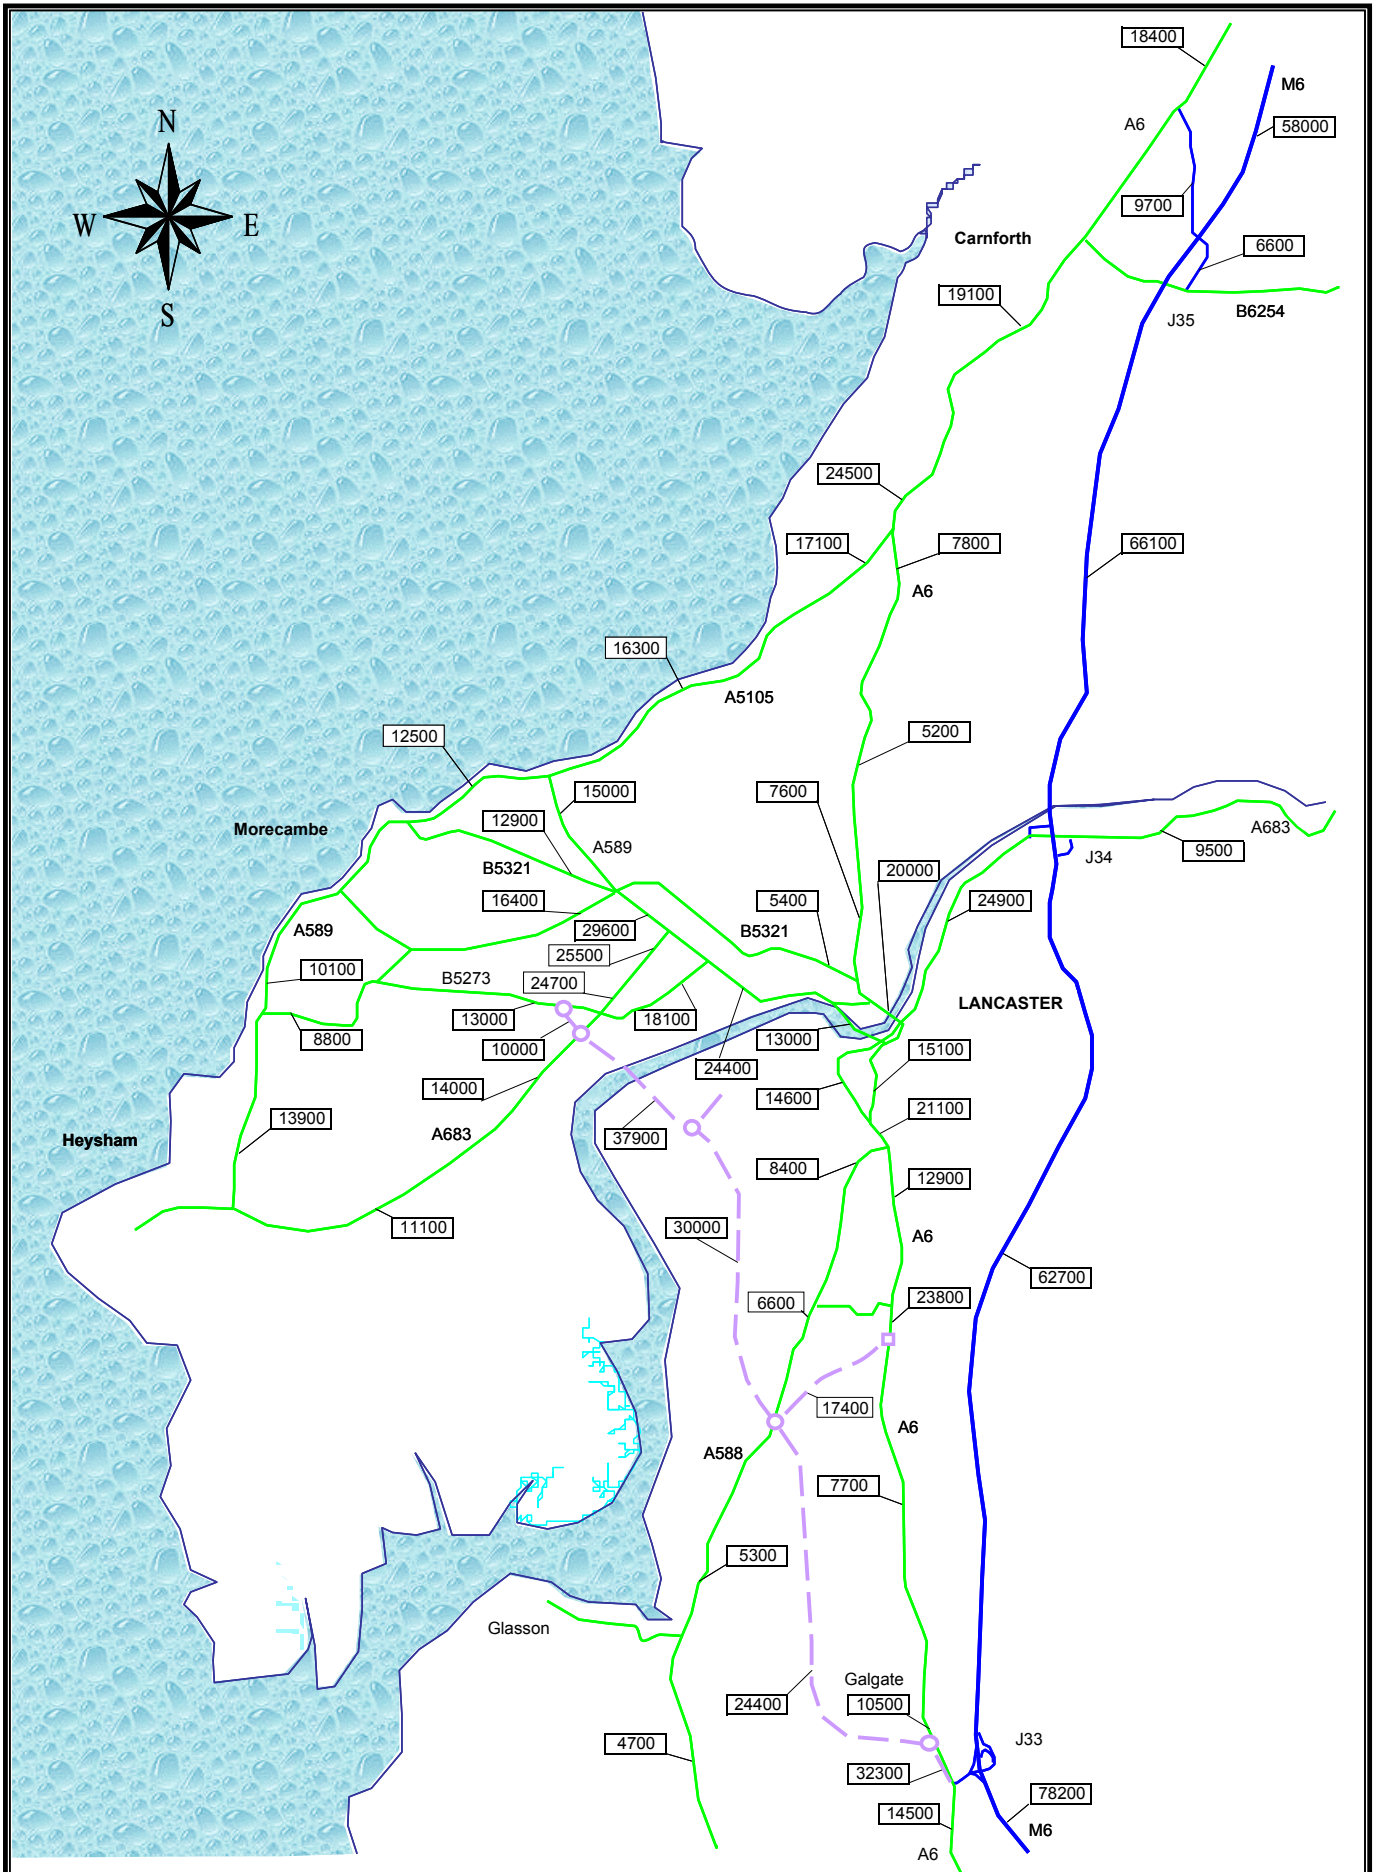 18400
M6
A6
58000
N
W
E
S
9700
Carnforth
6600
19100
B6254
J35
24500
17100
7800
66100
A6
16300
A5105
12500
5200
15000
7600
12900
Morecambe
A683
A589
9500
J34
B5321
20000
16400
5400
24900
29600
A589
B5321
25500
10100
B5273
24700
LANCASTER
13000
18100
8800
13000
10000
15100
24400
14000
14600
21100
13900
A683
37900
Heysham
8400
12900
11100
30000
A6
62700
6600
23800
17400
A6
A588
7700
5300
Glasson
Galgate
24400
10500
J33
4700
32300
78200
14500
M6
A6